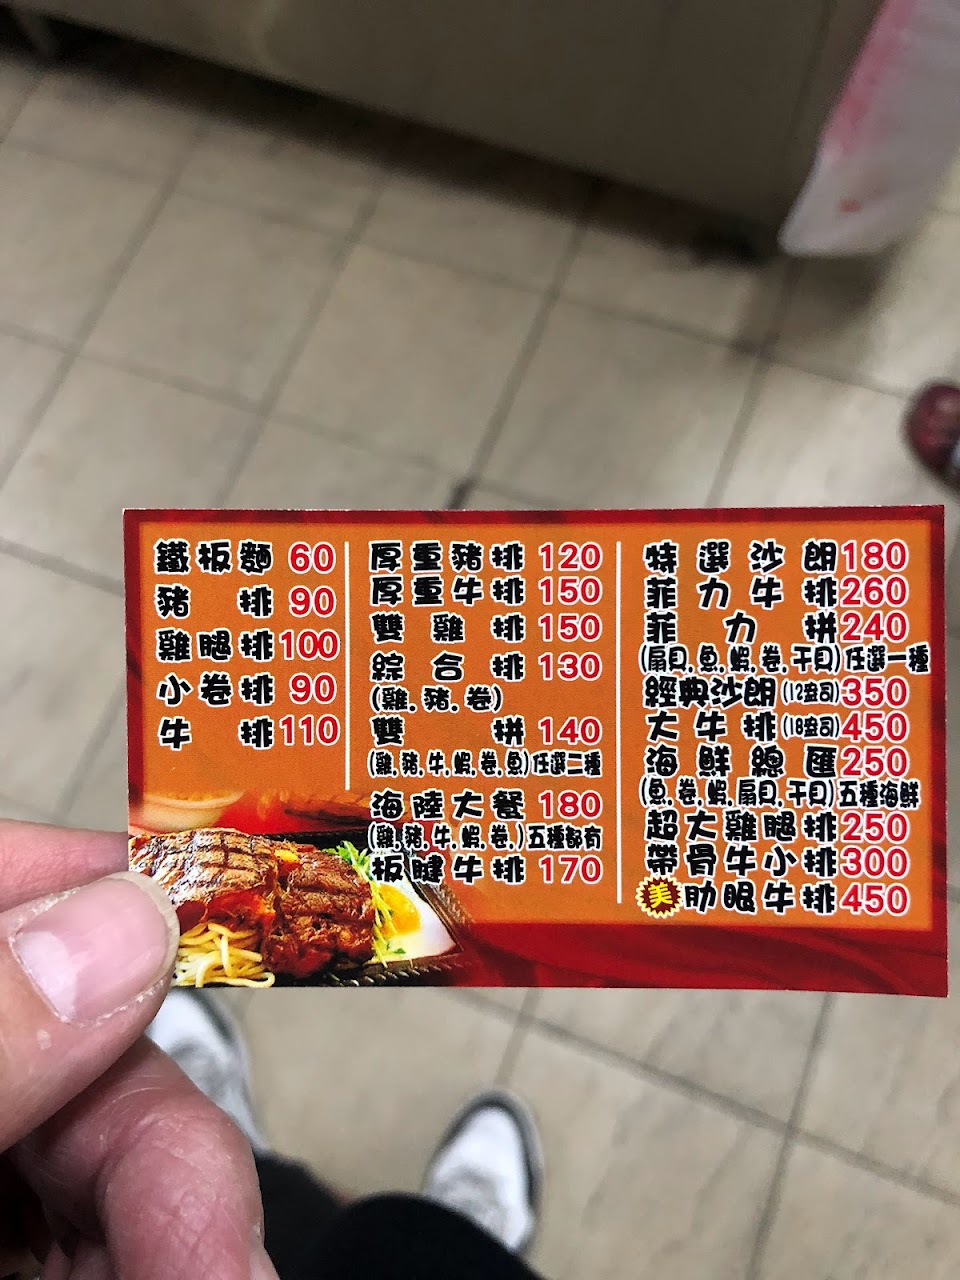 鐵板麵 60
豬排 90
雞腿排 100
小卷排 90
牛排 110
厚重豬排 120
厚重牛排 150
雙雞排 150
綜合排 130
(雞.豬.卷)
雙拼 140
(雞.豬.牛.蝦.卷.魚)任選二種
海陸大餐 180
(雞.豬.牛.蝦.卷.)五種都有
板腱牛排 170
特選沙朗 180
菲力牛排 260
菲力拼 240
(扇貝.魚.蝦.卷.干貝)任選一種
經典沙朗(12盎司) 350
大牛排(18盎司) 450
海鮮總匯 250
(魚.卷.蝦.扇貝.干貝)五種海鮮
超大雞腿排 250
帶骨牛小排 300
美 肋眼牛排 450